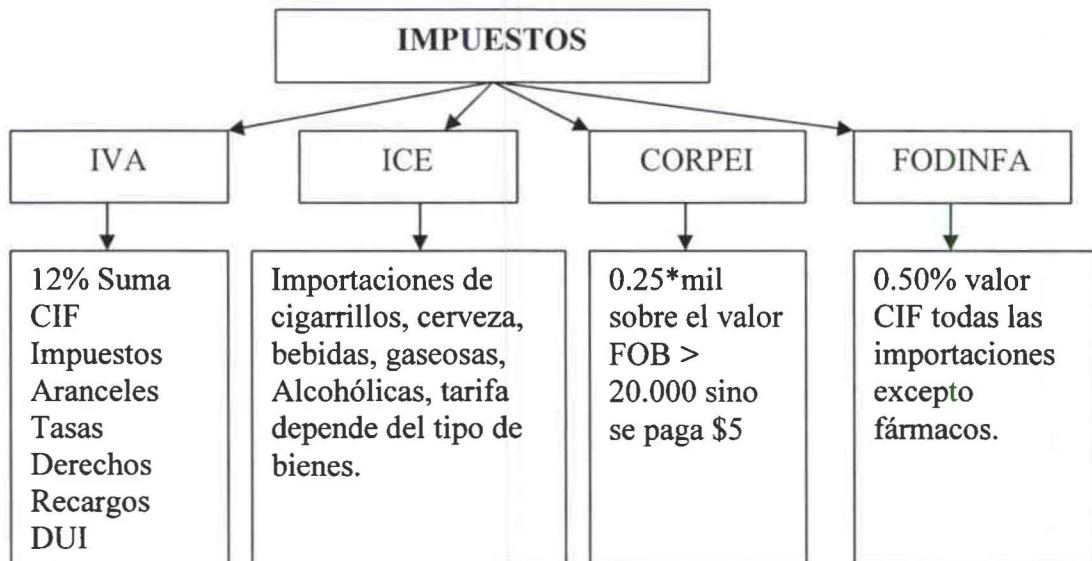 IMPUESTOS
IVA
ICE
CORPEI
FODINFA
12% Suma
CIF
Impuestos
Aranceles
Tasas
Derechos
Recargos
DUI
Importaciones de
cigarrillos, cerveza,
bebidas, gaseosas,
Alcohólicas, tarifa
depende del tipo de
bienes.
0.25*mil
sobre el valor
FOB >
20.000 sino
se paga $5
0.50% valor
CIF todas las
importaciones
excepto
fármacos.